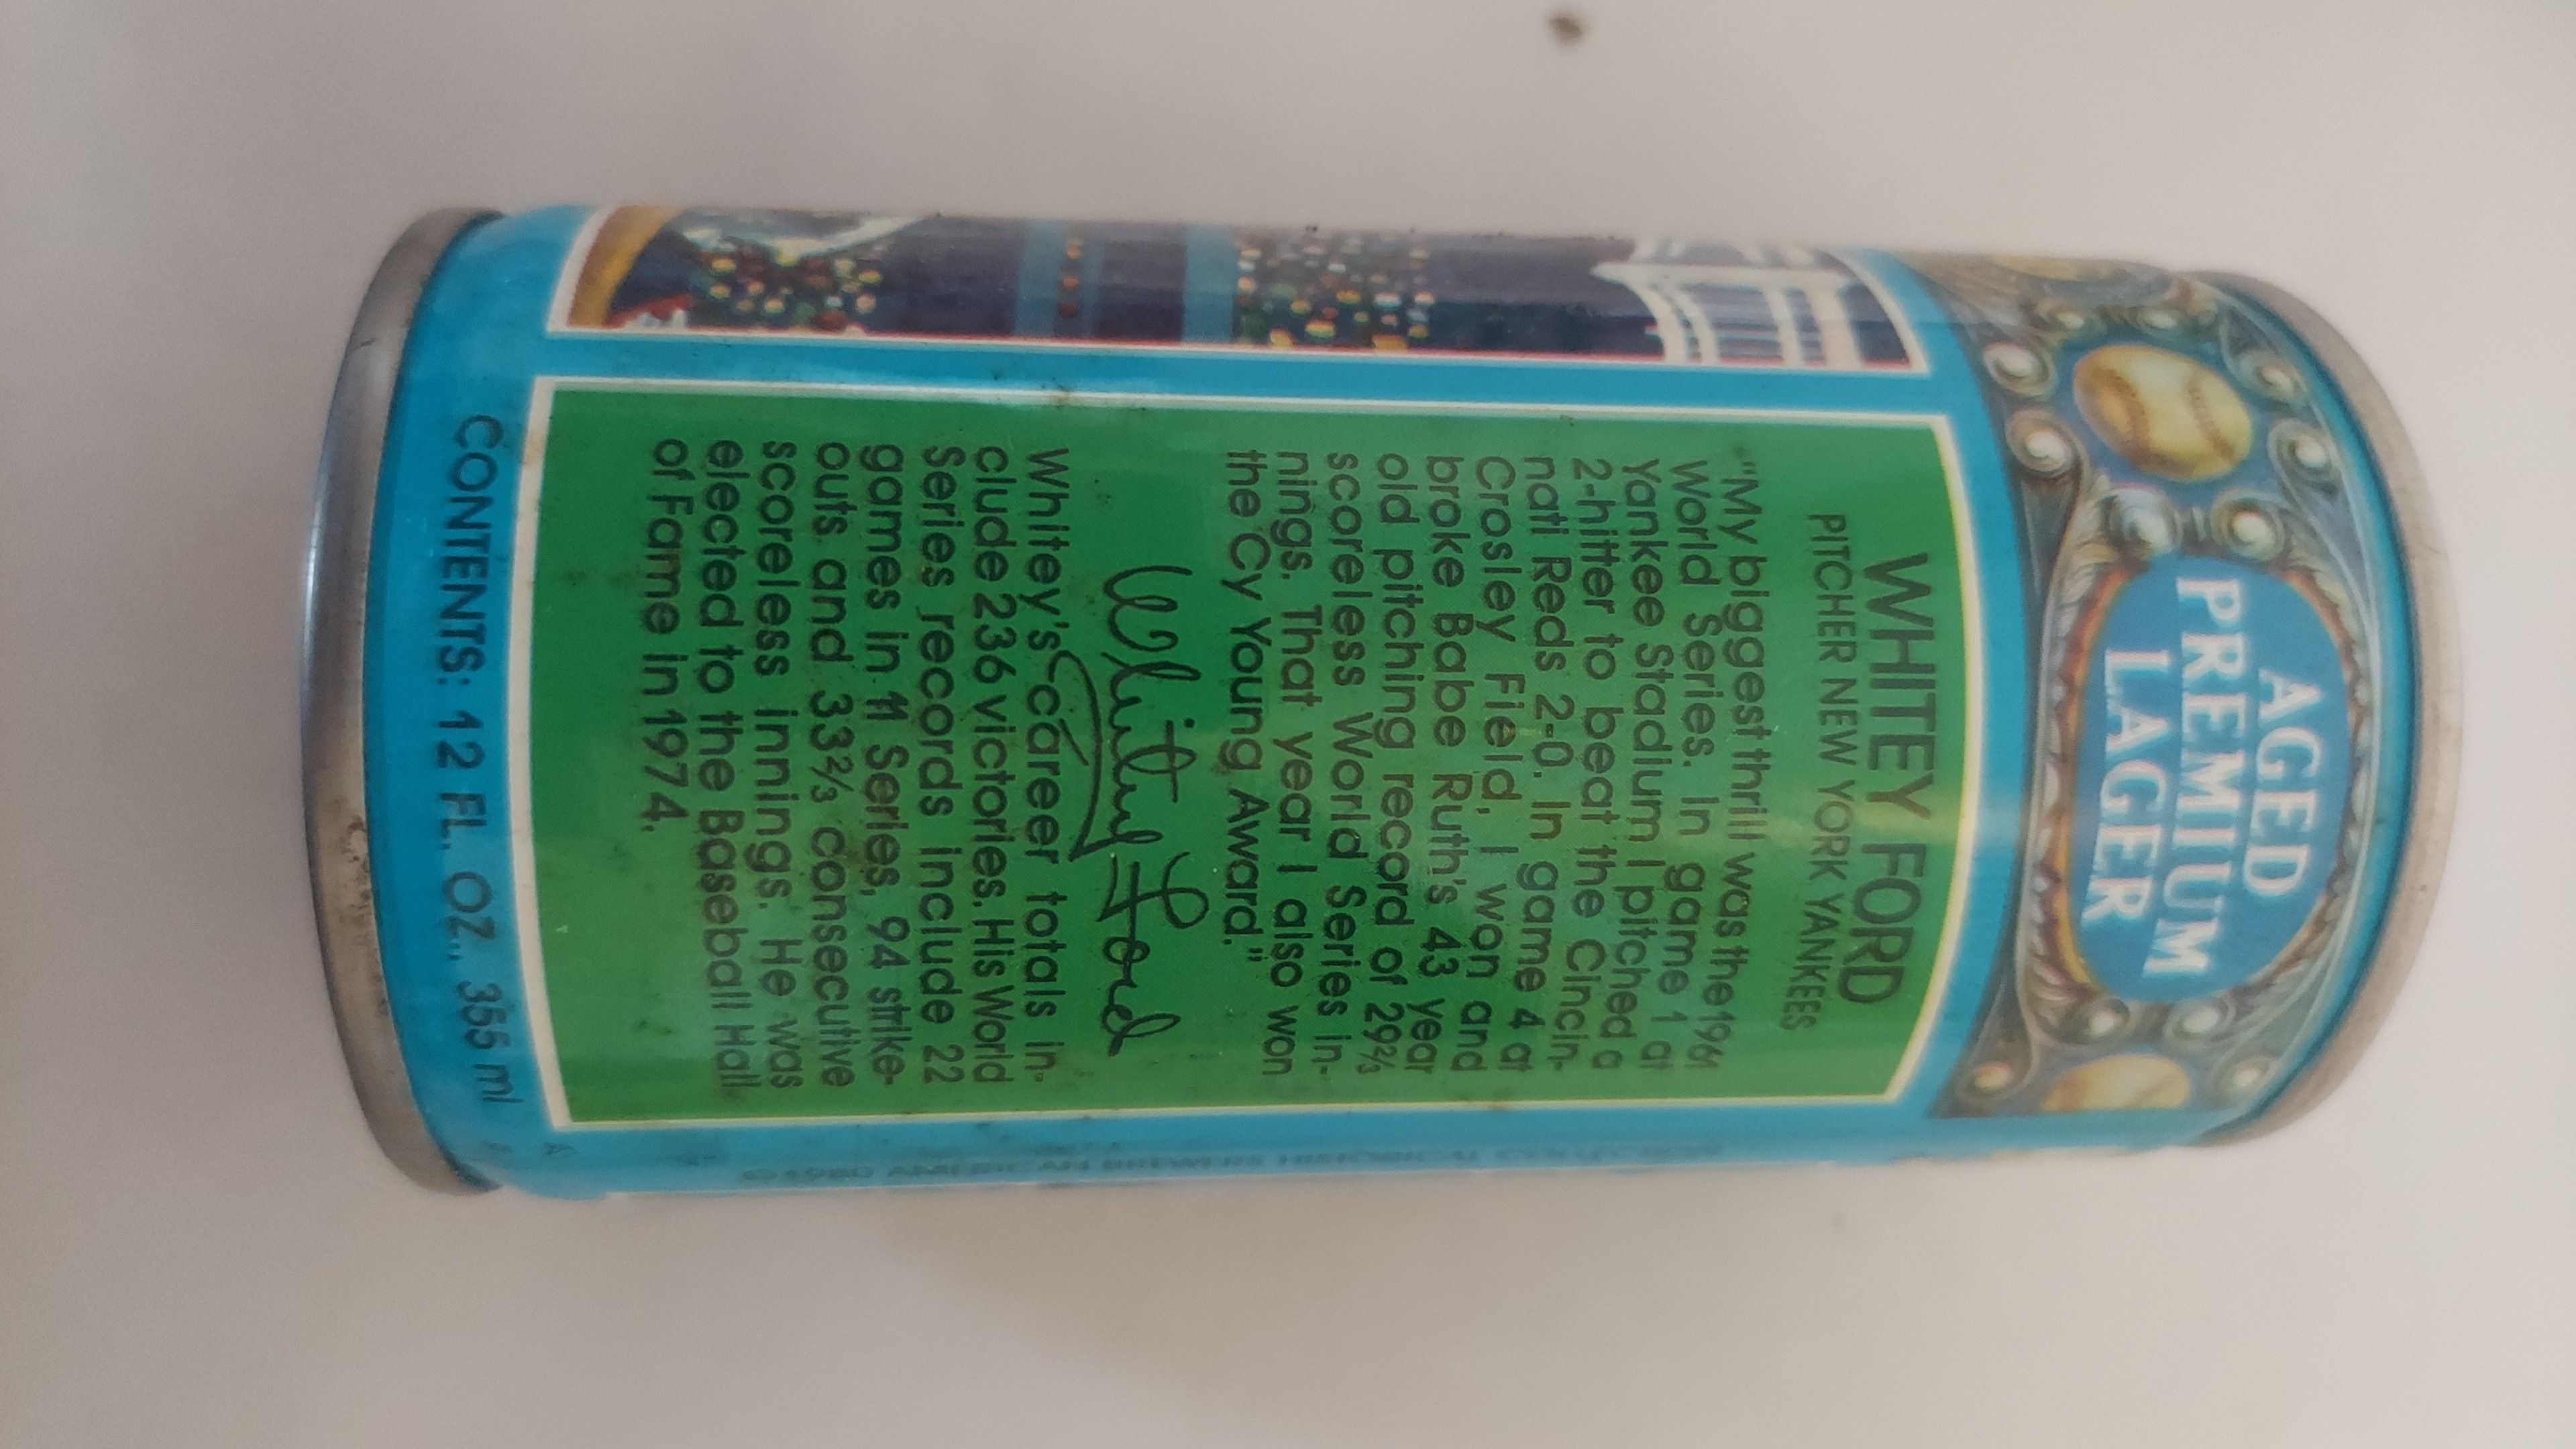 AGED
PREMIUM
LAGER
WHITEY FORD
PITCHER NEW YORK YANKEES
"My biggest thrill was the 1961
World Series. In game 1 at
Yankee Stadium I pitched a
2-hitter to beat the Cincin-
nati Reds 2-0. In game 4 at
Crosley Field, I won and
broke Babe Ruth's 43 year
old pitching record of 29⅔
scoreless World Series in-
nings. That year I also won
the Cy Young Award."
Whitey Ford
Whitey's career totals in-
clude 236 victories. His World
Series records include 22
games in 11 Series, 94 strike-
outs and 33⅔ consecutive
scoreless innings. He was
elected to the Baseball Hall
of Fame in 1974.
CONTENTS: 12 FL. OZ., 355 ml
©1980 AMERICAN BREWERS HISTORICAL COLLECTION